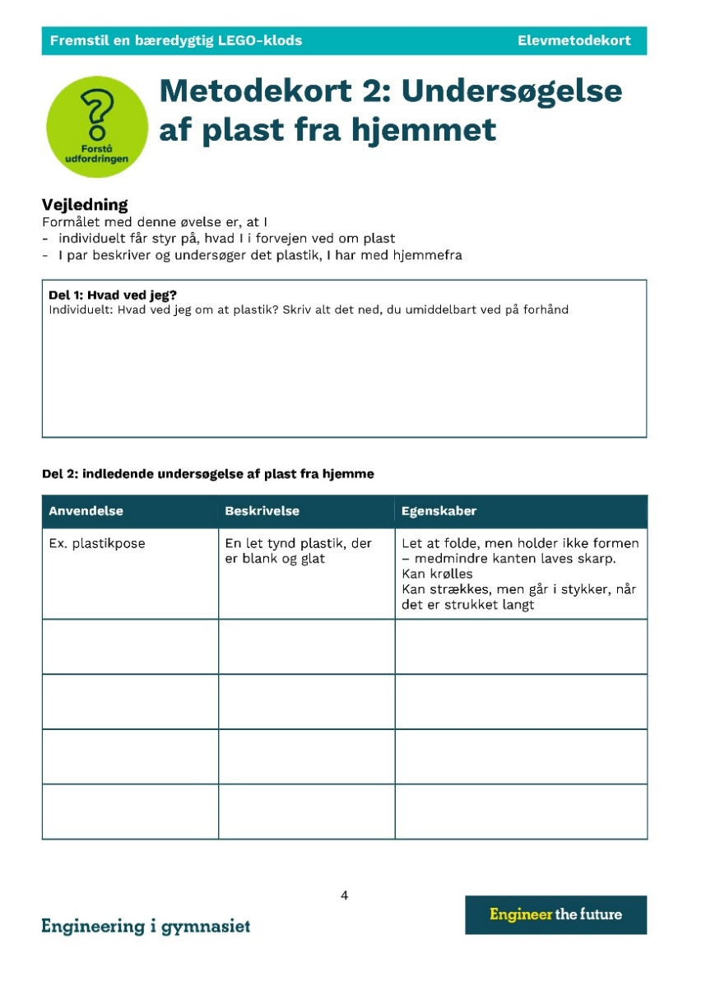 Fremstil en bæredygtig LEGO-klods Elevmetodekort
Metodekort 2: Undersøgelse
af plast fra hjemmet
Forstå
udfordringen
Vejledning
Formålet med denne øvelse er, at I
- individuelt får styr på, hvad I i forvejen ved om plast
- I par beskriver og undersøger det plastik, I har med hjemmefra
Del 1: Hvad ved jeg?
Individuelt: Hvad ved jeg om at plastik? Skriv alt det ned, du umiddelbart ved på forhånd
Del 2: indledende undersøgelse af plast fra hjemme
Anvendelse Beskrivelse Egenskaber
Ex. plastikpose
En let tynd plastik, der
er blank og glat
Let at folde, men holder ikke formen
– medmindre kanten laves skarp.
Kan krølles
Kan strækkes, men går i stykker, når
det er strukket langt
4
Engineering i gymnasiet
Engineer the future